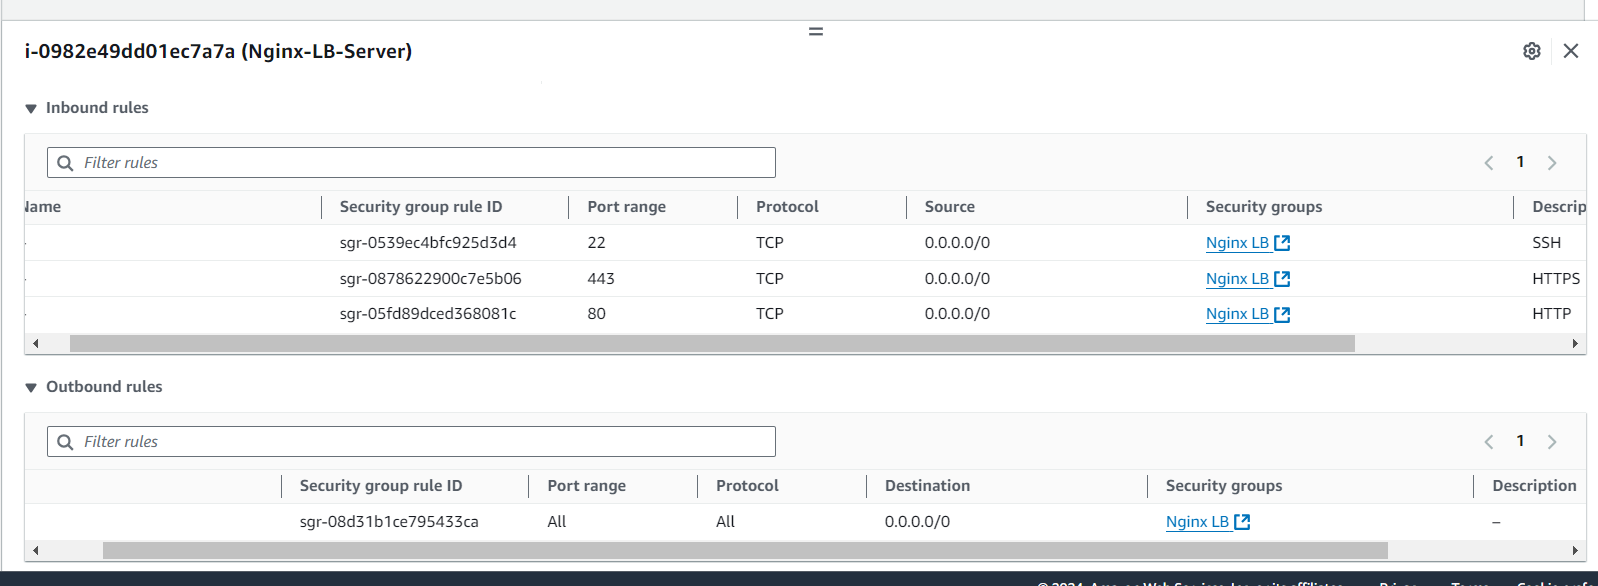 i-0982e49dd01ec7a7a (Nginx-LB-Server)
Inbound rules
Filter rules
1
Name Security group rule ID Port range Protocol Source Security groups Descrip
sgr-0539ec4bfc925d3d4 22 TCP 0.0.0.0/0 Nginx LB SSH
sgr-0878622900c7e5b06 443 TCP 0.0.0.0/0 Nginx LB HTTPS
sgr-05fd89dced368081c 80 TCP 0.0.0.0/0 Nginx LB HTTP
Outbound rules
Filter rules
1
Security group rule ID Port range Protocol Destination Security groups Description
sgr-08d31b1ce795433ca All All 0.0.0.0/0 Nginx LB –